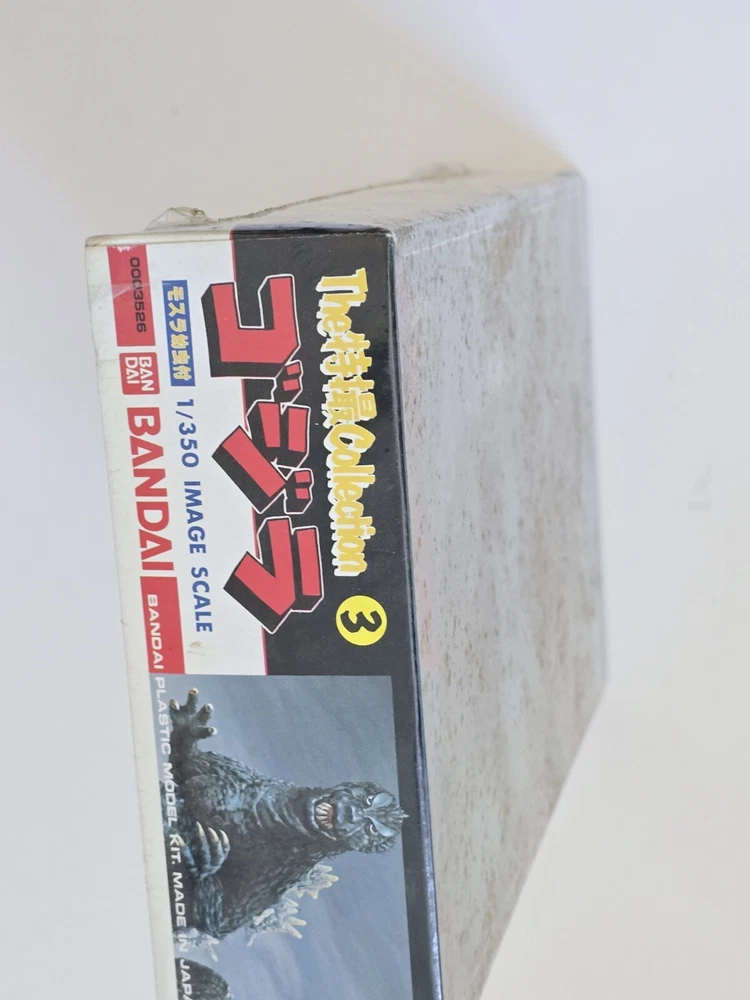 The特撮Collection 3
ゴジラ
モスラ幼虫付 1/350 IMAGE SCALE
0003526 BAN DAI BANDAI BANDAI PLASTIC MODEL KIT. MADE IN JAPA